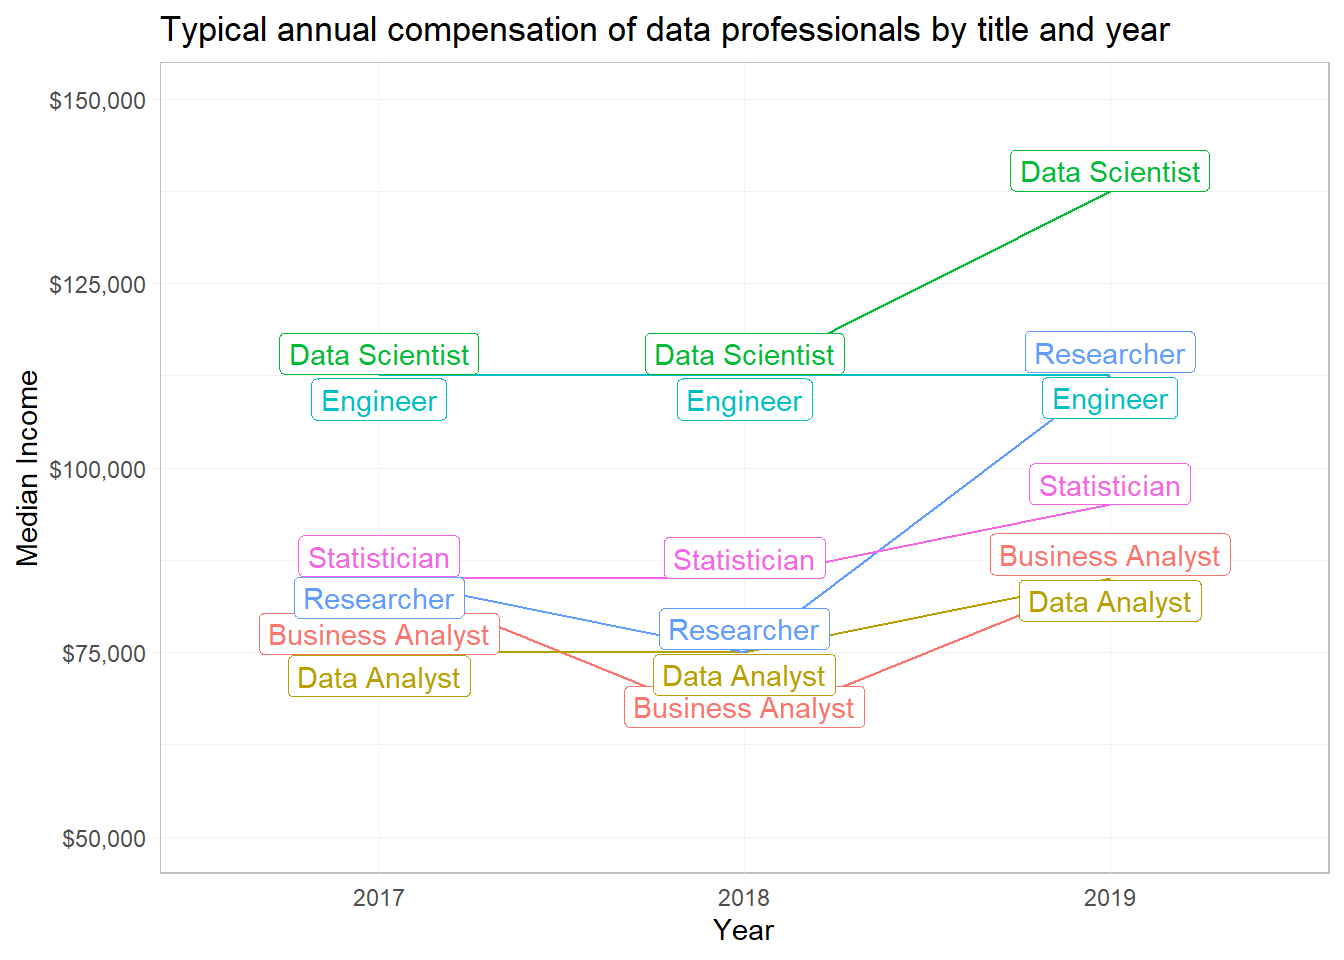 Typical annual compensation of data professionals by title and year
$150,000
$125,000
$100,000
$75,000
$50,000
Median Income
Data Scientist
Data Scientist
Data Scientist
Researcher
Engineer
Engineer
Engineer
Statistician
Statistician
Statistician
Business Analyst
Researcher
Data Analyst
Researcher
Business Analyst
Data Analyst
Data Analyst
Business Analyst
2017
2018
2019
Year